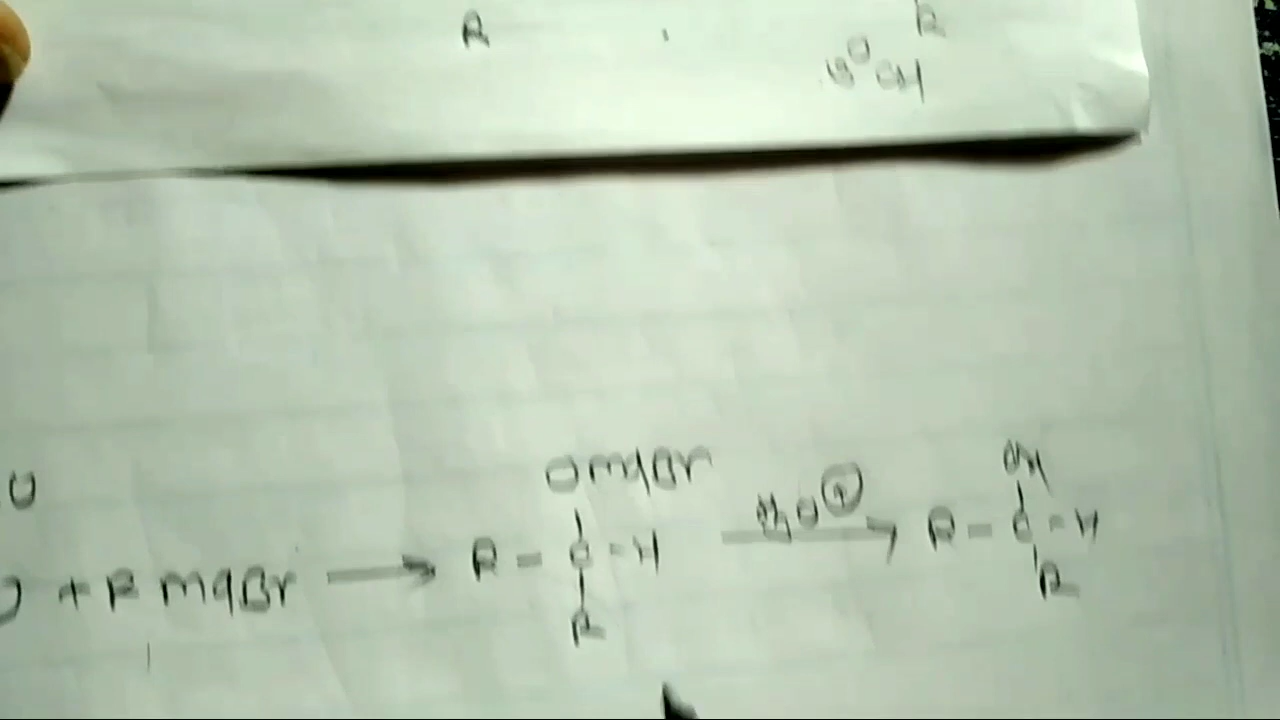 R R
OH
OMgBr OH
R - C - H H₃O⊕ R - C - H
+ R MgBr → →
R R